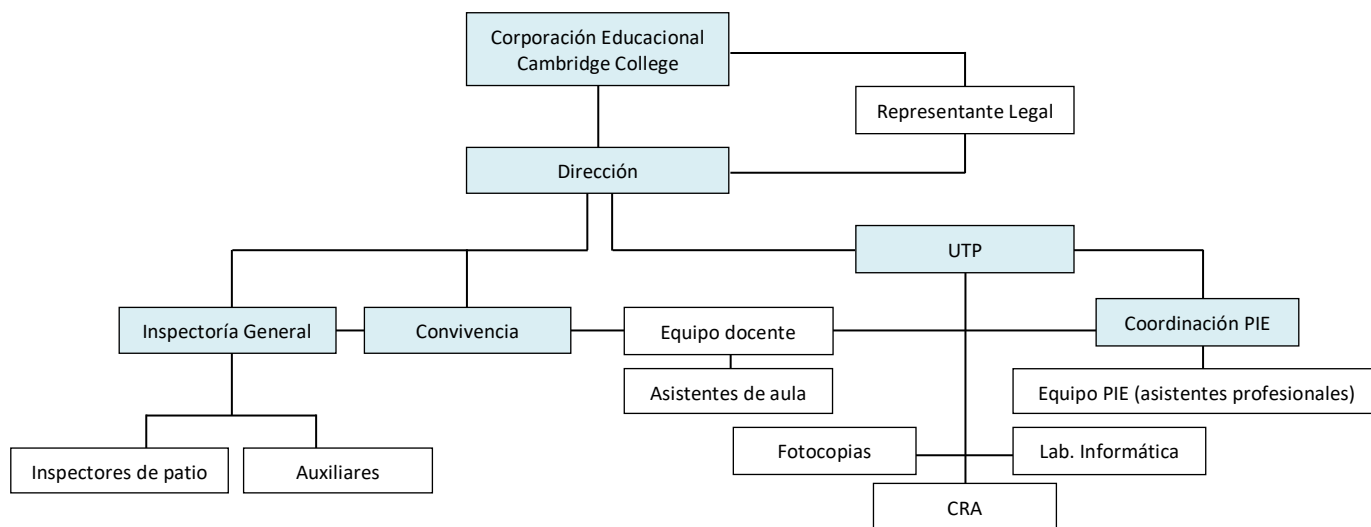 Corporación Educacional
Cambridge College
Representante Legal
Dirección
UTP
Inspectoría General
Convivencia
Equipo docente
Coordinación PIE
Asistentes de aula
Equipo PIE (asistentes profesionales)
Fotocopias
Lab. Informática
Inspectores de patio
Auxiliares
CRA